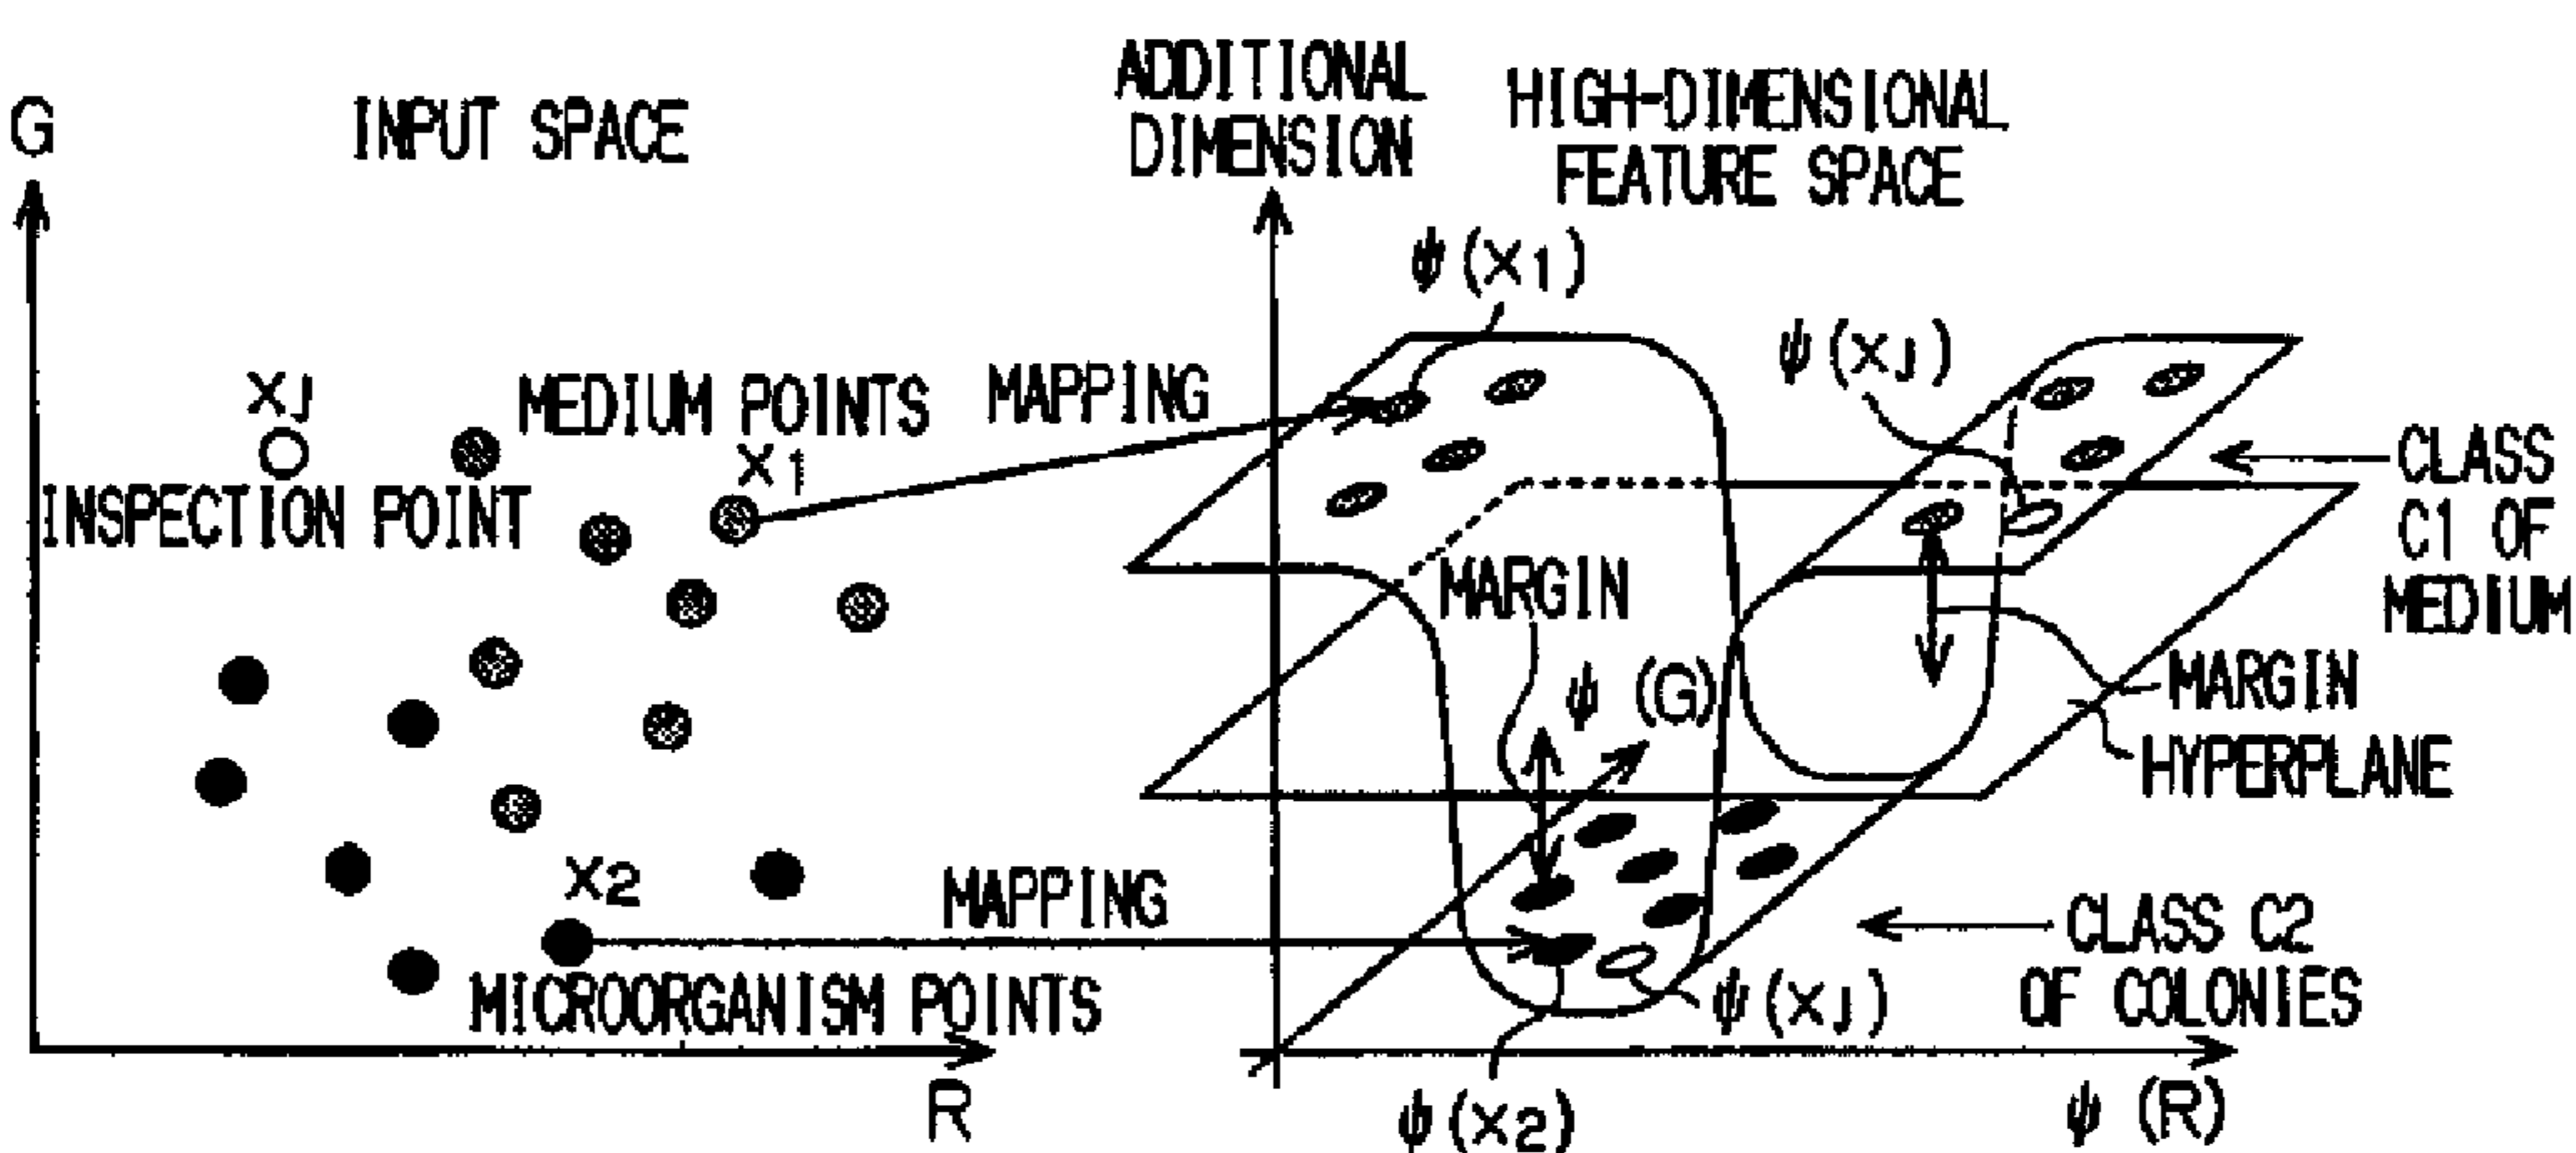 G
INPUT SPACE
ADDITIONAL
DIMENSION
HIGH-DIMENSIONAL
FEATURE SPACE
ψ(X1)
ψ(XJ)
XJ
INSPECTION POINT
MEDIUM POINTS
X1
MAPPING
CLASS
C1 OF
MEDIUM
MARGIN
ψ (G)
MARGIN
HYPERPLANE
X2
MAPPING
MICROORGANISM POINTS
CLASS C2
OF COLONIES
ψ(XJ)
R
ψ(X2)
ψ (R)